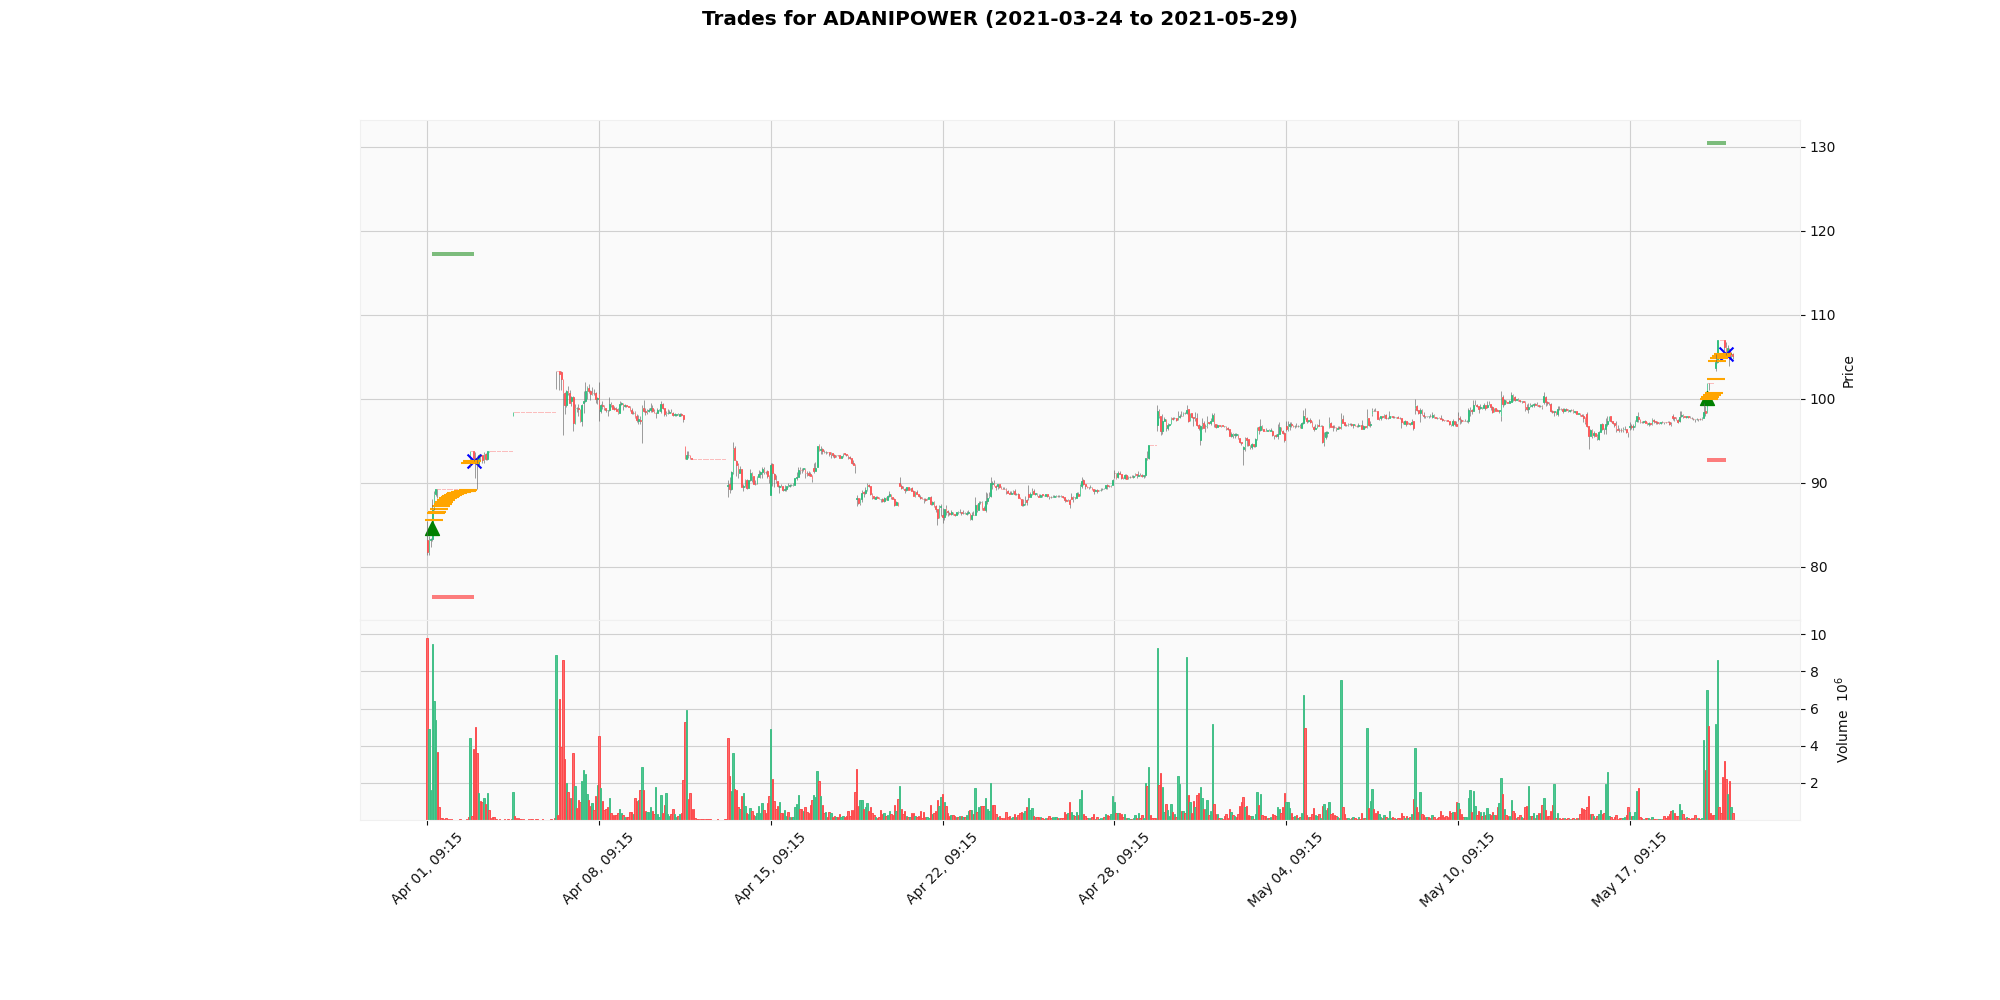 Trades for ADANIPOWER (2021-03-24 to 2021-05-29)
130
120
110
100
90
80
Price
10
8
6
4
2
Volume 10⁶
Apr 01, 09:15
Apr 08, 09:15
Apr 15, 09:15
Apr 22, 09:15
Apr 28, 09:15
May 04, 09:15
May 10, 09:15
May 17, 09:15